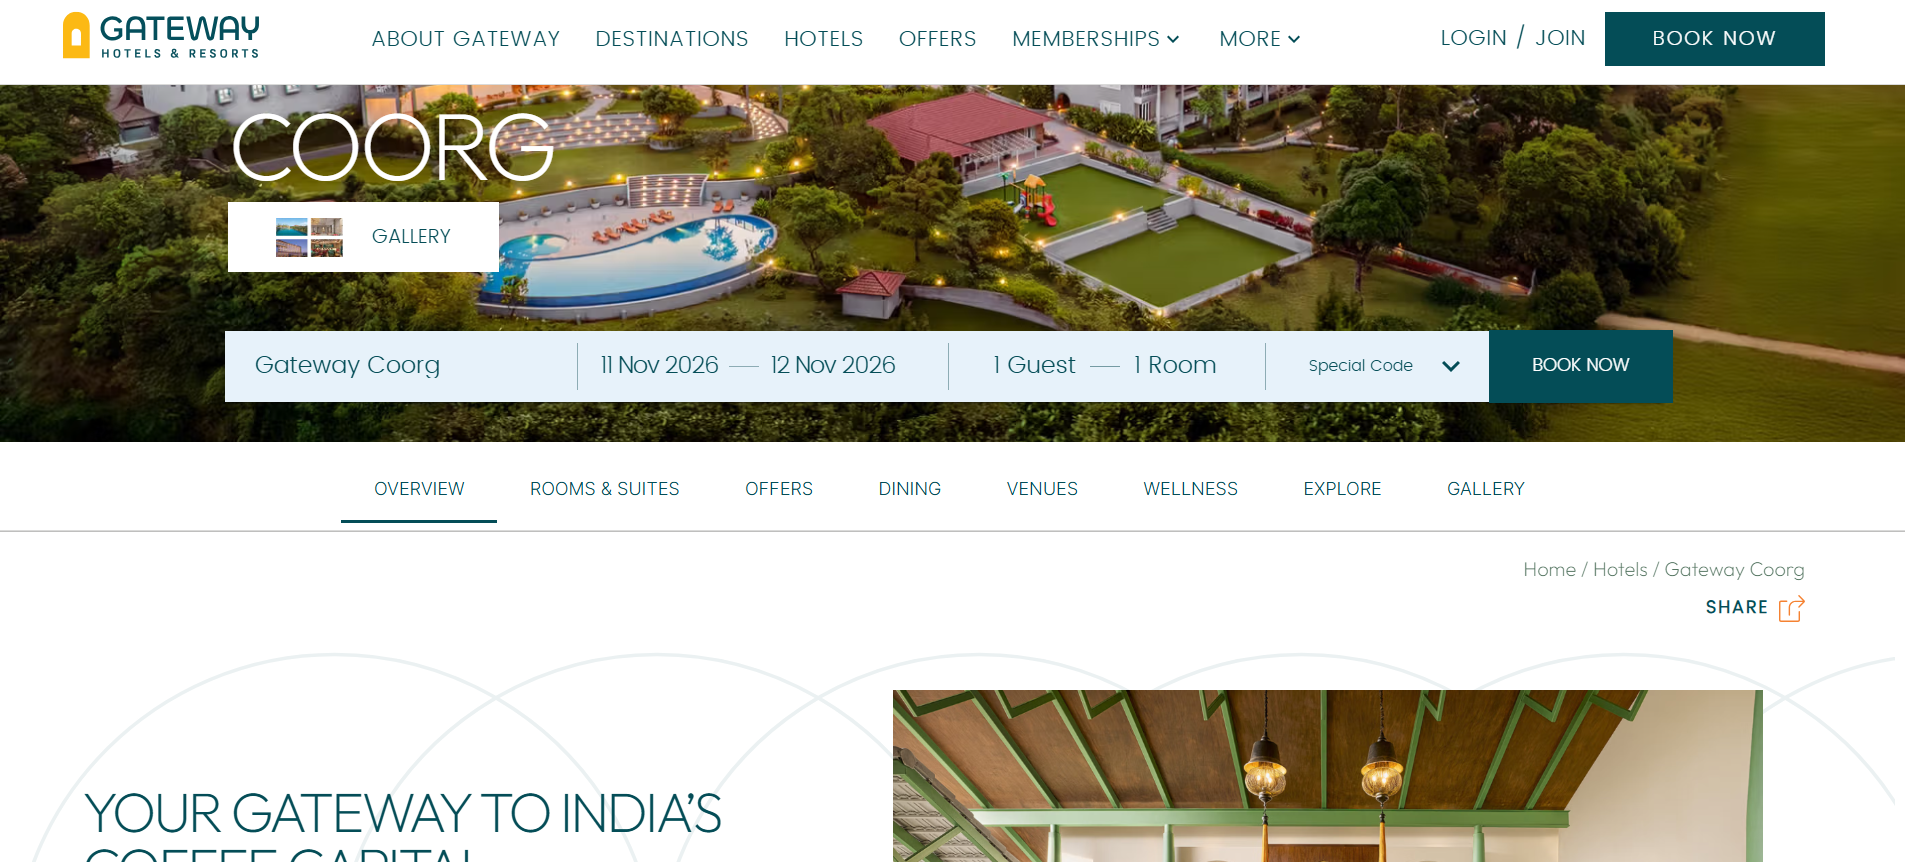 GATEWAY
HOTELS & RESORTS
ABOUT GATEWAY
DESTINATIONS
HOTELS
OFFERS
MEMBERSHIPS
MORE
LOGIN / JOIN
BOOK NOW
COORG
GALLERY
Gateway Coorg
11 Nov 2026 — 12 Nov 2026
1 Guest — 1 Room
Special Code
BOOK NOW
OVERVIEW
ROOMS & SUITES
OFFERS
DINING
VENUES
WELLNESS
EXPLORE
GALLERY
Home / Hotels / Gateway Coorg
SHARE
YOUR GATEWAY TO INDIA'S
COFFEE CAPITAL